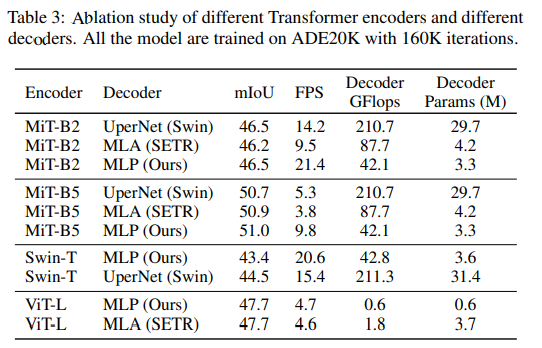 Table 3: Ablation study of different Transformer encoders and different
decoders. All the model are trained on ADE20K with 160K iterations.
Encoder Decoder mIoU FPS Decoder GFlops Decoder Params (M)
MiT-B2 UperNet (Swin) 46.5 14.2 210.7 29.7
MiT-B2 MLA (SETR) 46.2 9.5 87.7 4.2
MiT-B2 MLP (Ours) 46.5 21.4 42.1 3.3
MiT-B5 UperNet (Swin) 50.7 5.3 210.7 29.7
MiT-B5 MLA (SETR) 50.9 3.8 87.7 4.2
MiT-B5 MLP (Ours) 51.0 9.8 42.1 3.3
Swin-T MLP (Ours) 43.4 20.6 42.8 3.6
Swin-T UperNet (Swin) 44.5 15.4 211.3 31.4
ViT-L MLP (Ours) 47.7 4.7 0.6 0.6
ViT-L MLA (SETR) 47.7 4.6 1.8 3.7